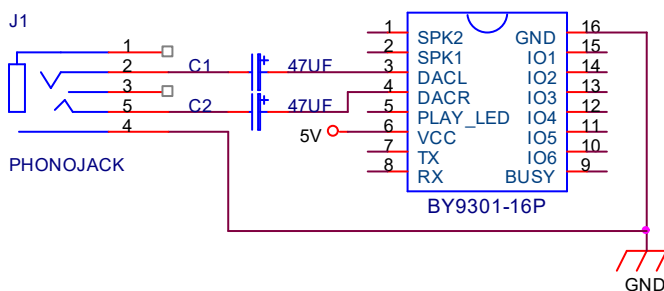 J1
1
2
3
5
4
PHONOJACK
C1 47UF
C2 47UF
5V
1 SPK2 GND 16
2 SPK1 IO1 15
3 DACL IO2 14
4 DACR IO3 13
5 PLAY_LED IO4 12
6 VCC IO5 11
7 TX IO6 10
8 RX BUSY 9
BY9301-16P
GND